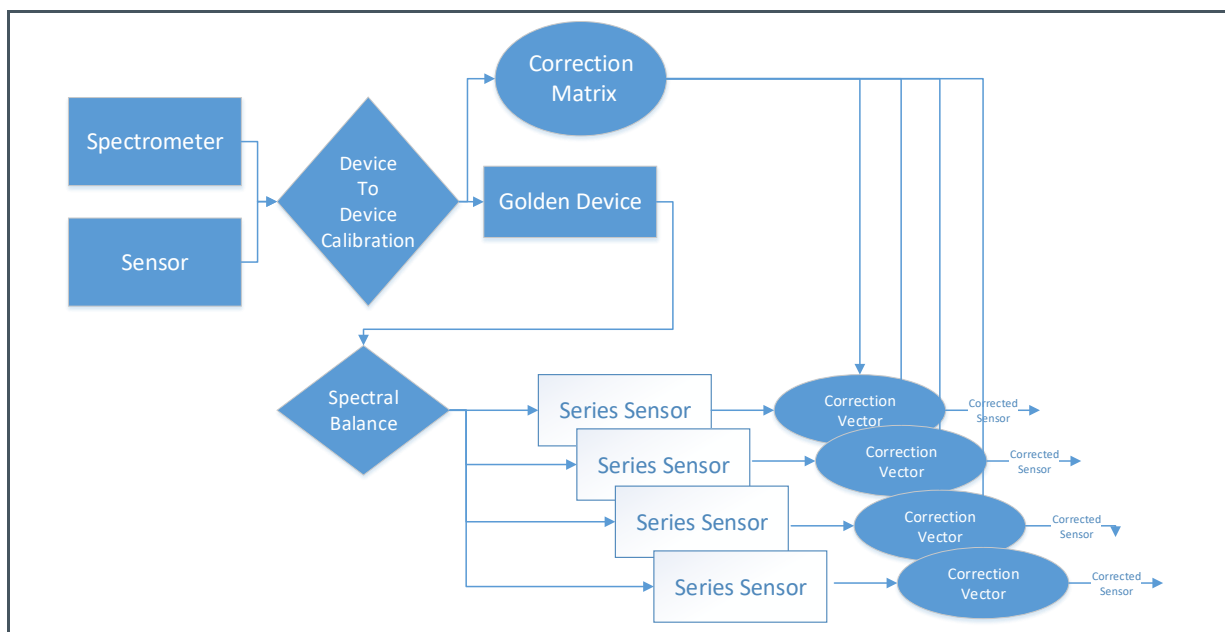 Correction
Matrix
Spectrometer
Device
To
Device
Calibration
Golden Device
Sensor
Spectral
Balance
Series Sensor
Correction
Vector
Corrected
Sensor
Series Sensor
Correction
Vector
Corrected
Sensor
Series Sensor
Correction
Vector
Corrected
Sensor
Series Sensor
Correction
Vector
Corrected
Sensor